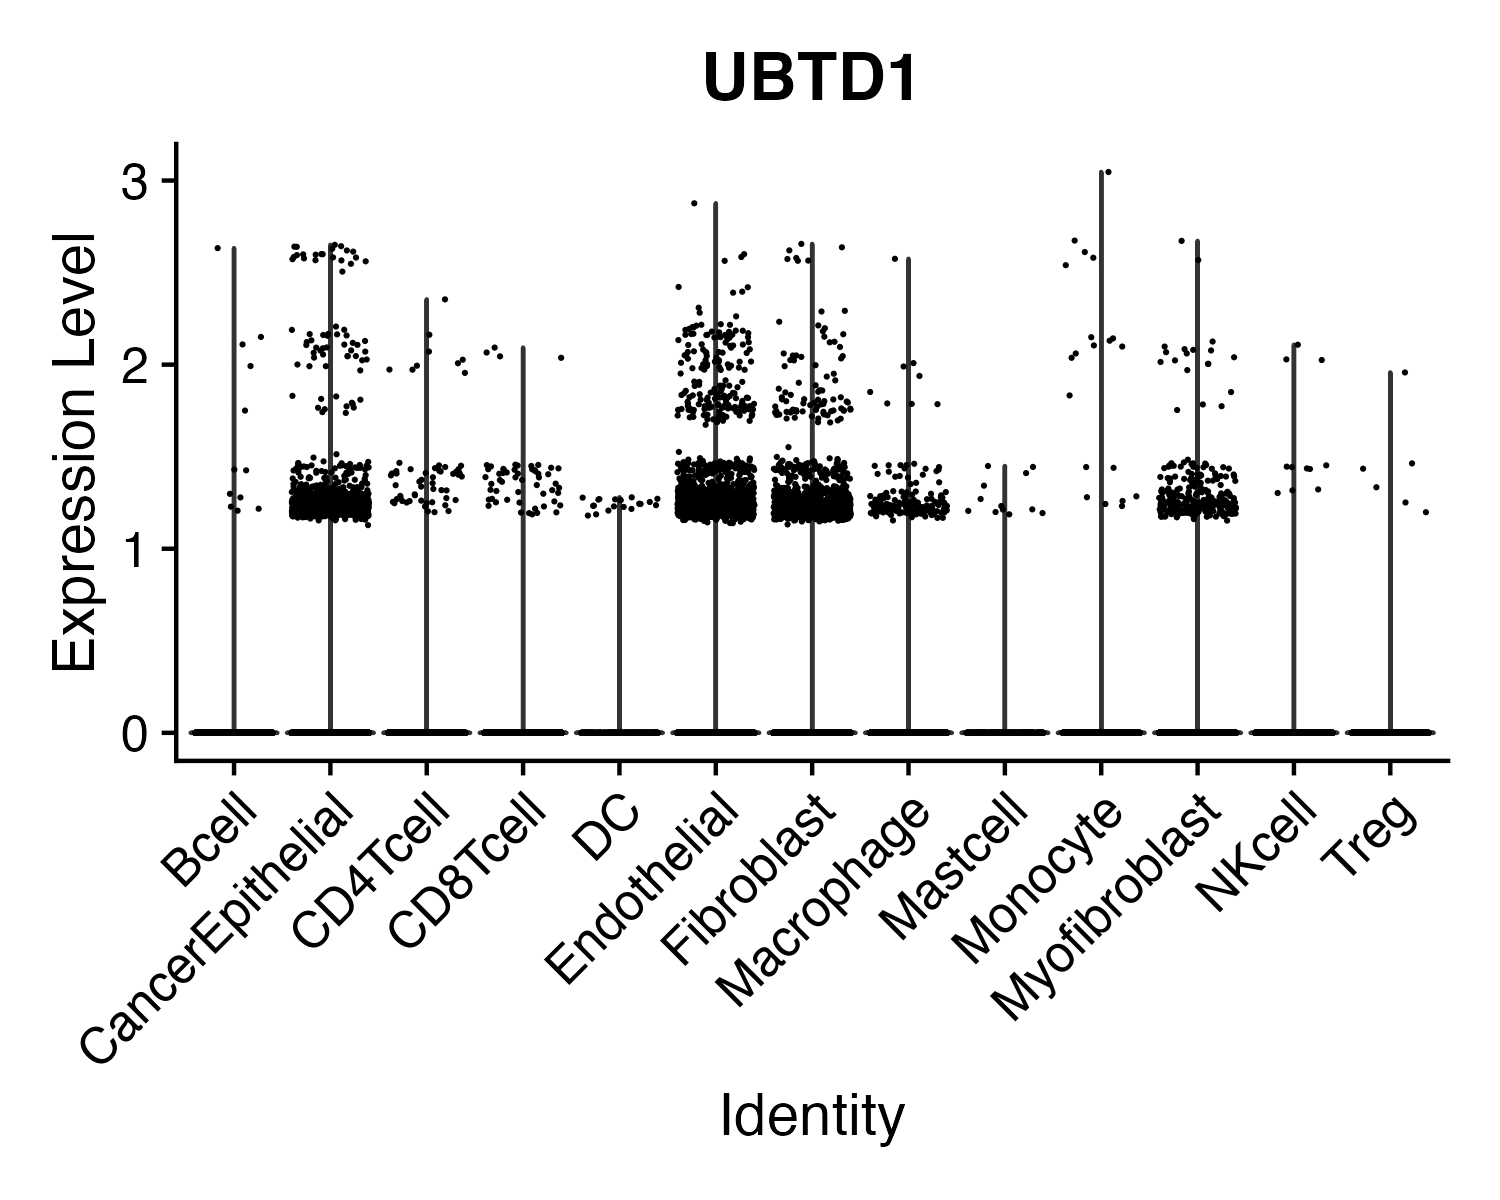 UBTD1
Expression Level
3
2
1
0
Bcell
CancerEpithelial
CD4Tcell
CD8Tcell
DC
Endothelial
Fibroblast
Macrophage
Mastcell
Monocyte
Myofibroblast
NKcell
Treg
Identity